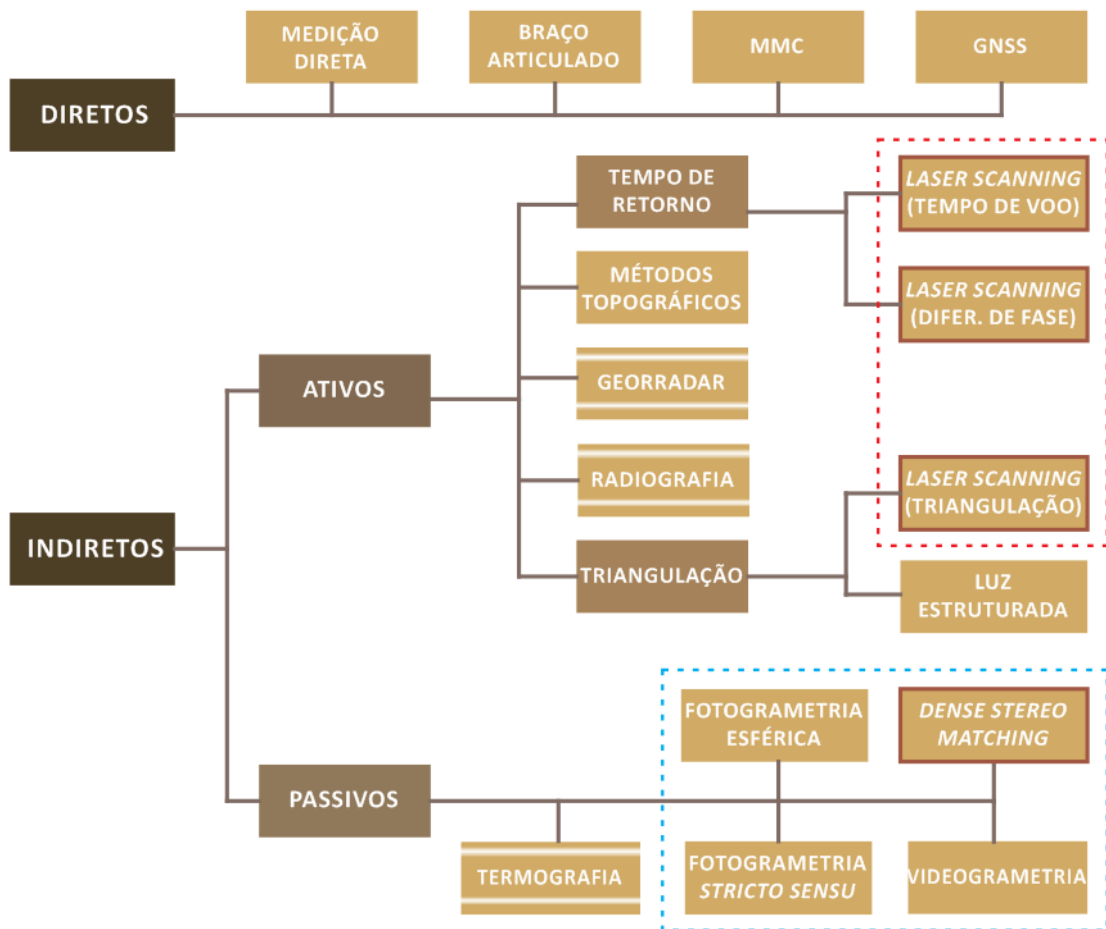 MEDIÇÃO
DIRETA
BRAÇO
ARTICULADO
MMC
GNSS
DIRETOS
TEMPO DE
RETORNO
LASER SCANNING
(TEMPO DE VOO)
MÉTODOS
TOPOGRÁFICOS
LASER SCANNING
(DIFER. DE FASE)
ATIVOS
GEORRADAR
RADIOGRAFIA
LASER SCANNING
(TRIANGULAÇÃO)
INDIRETOS
TRIANGULAÇÃO
LUZ
ESTRUTURADA
FOTOGRAMETRIA
ESFÉRICA
DENSE STEREO
MATCHING
PASSIVOS
TERMOGRAFIA
FOTOGRAMETRIA
STRICTO SENSU
VIDEOGRAMETRIA